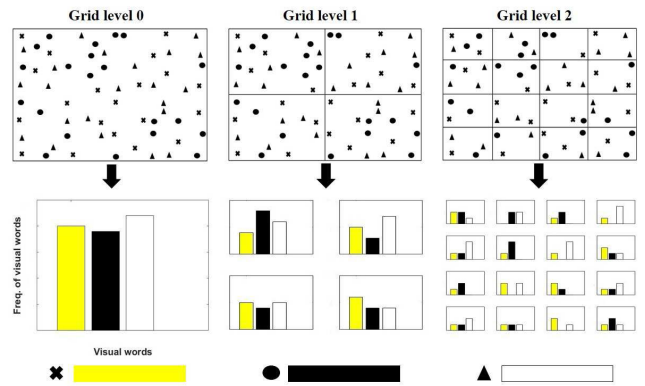 Grid level 0
Grid level 1
Grid level 2
Freq. of visual words
Visual words